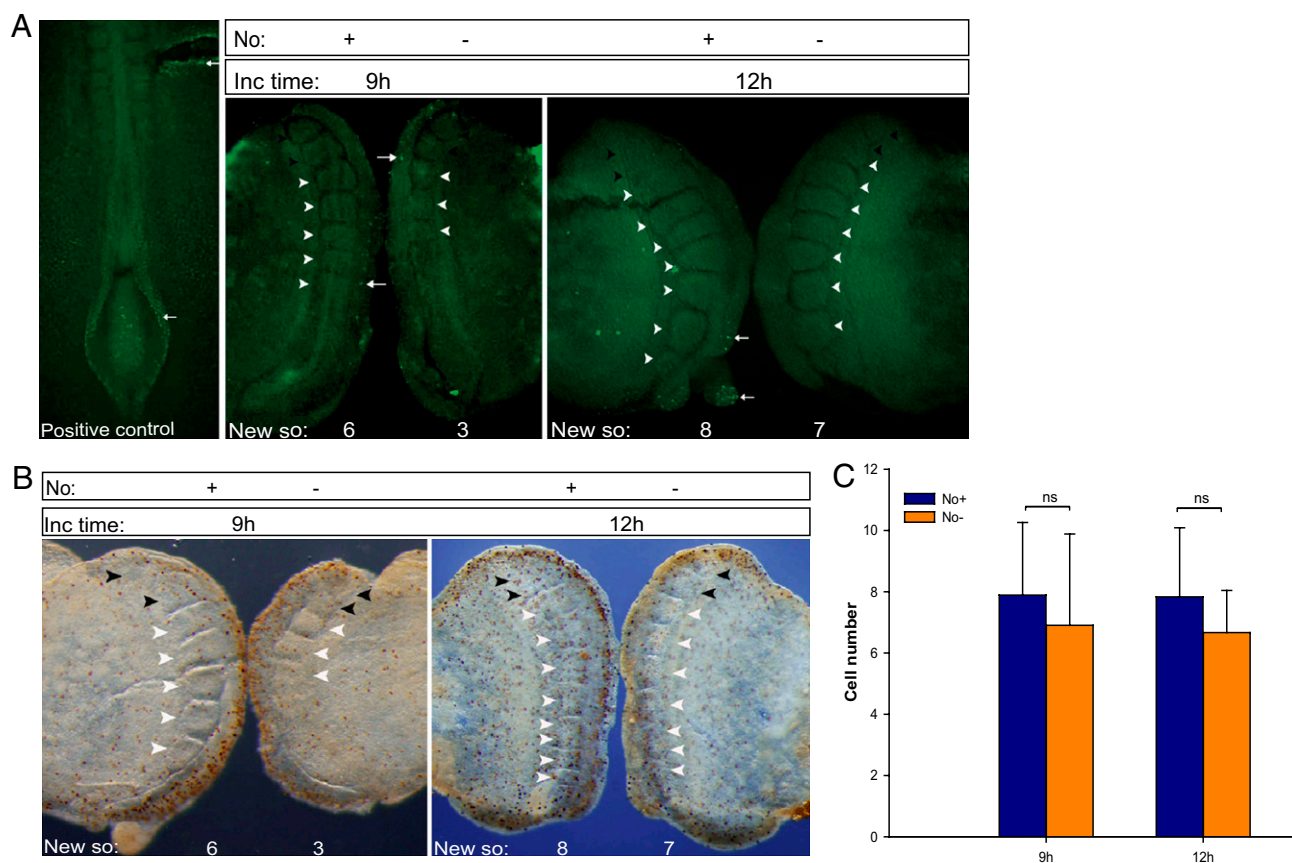 A
No: + - + -
Inc time: 9h 12h
Positive control
New so: 6 3
New so: 8 7
B
No: + - + -
Inc time: 9h 12h
New so: 6 3
New so: 8 7
C
12
10
8
6
4
2
0
Cell number
No+
No-
ns
ns
9h
12h